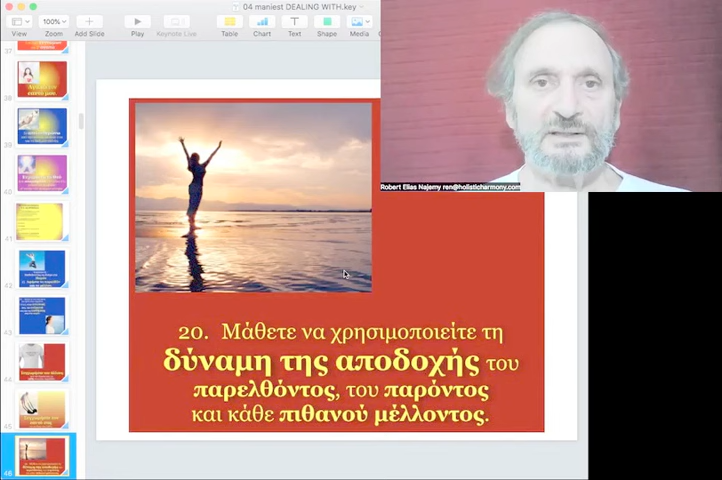 04 maniest DEALING WITH.key
100%
View Zoom Add Slide Play Keynote Live Table Chart Text Shape Media
37
38
39
40
41
42
43
44
45
46
Robert Elias Najemy ren@holisticharmony.com
20. Μάθετε να χρησιμοποιείτε τη
δύναμη της αποδοχής του
παρελθόντος, του παρόντος
και κάθε πιθανού μέλλοντος.